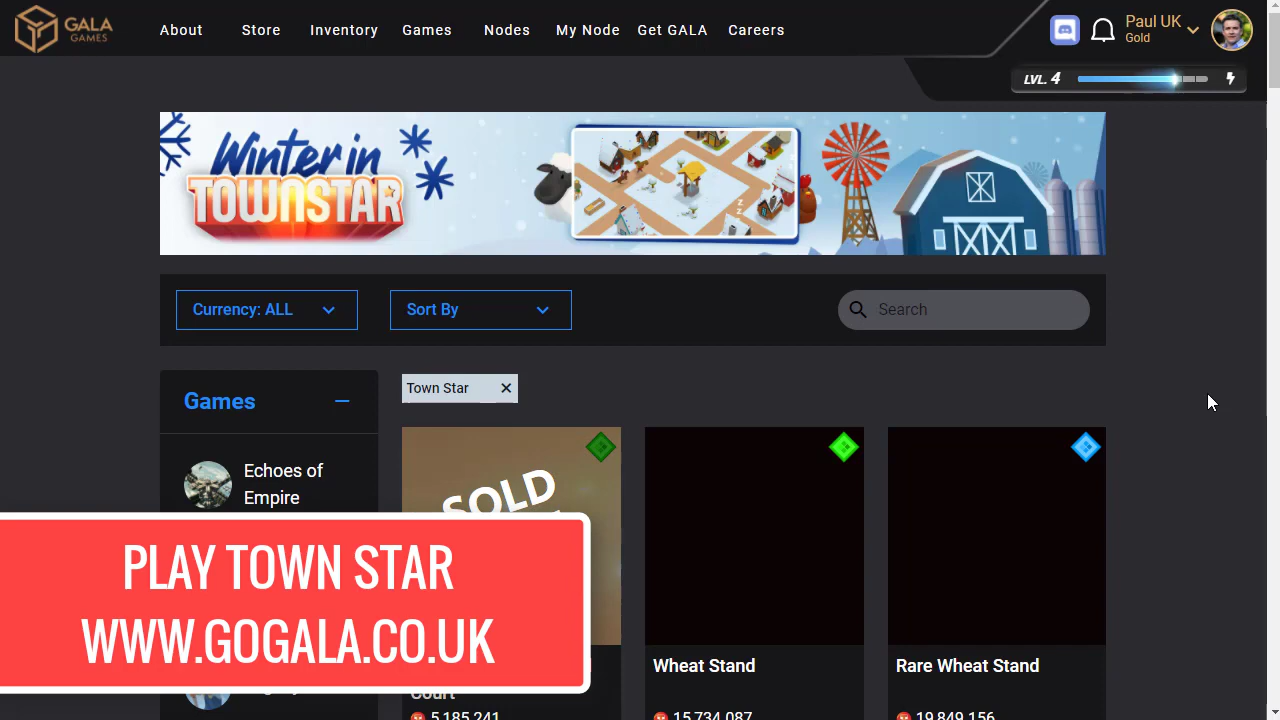 GALA
GAMES
About
Store
Inventory
Games
Nodes
My Node
Get GALA
Careers
Paul UK
Gold
LVL. 4
Winter in
TOWNSTAR
Z
Z
Z
Currency: ALL
Sort By
Search
Games
Town Star
Echoes of
Empire
SOLD
PLAY TOWN STAR
WWW.GOGALA.CO.UK
Court
Wheat Stand
Rare Wheat Stand
5,185.241
15,734.087
19,849.156